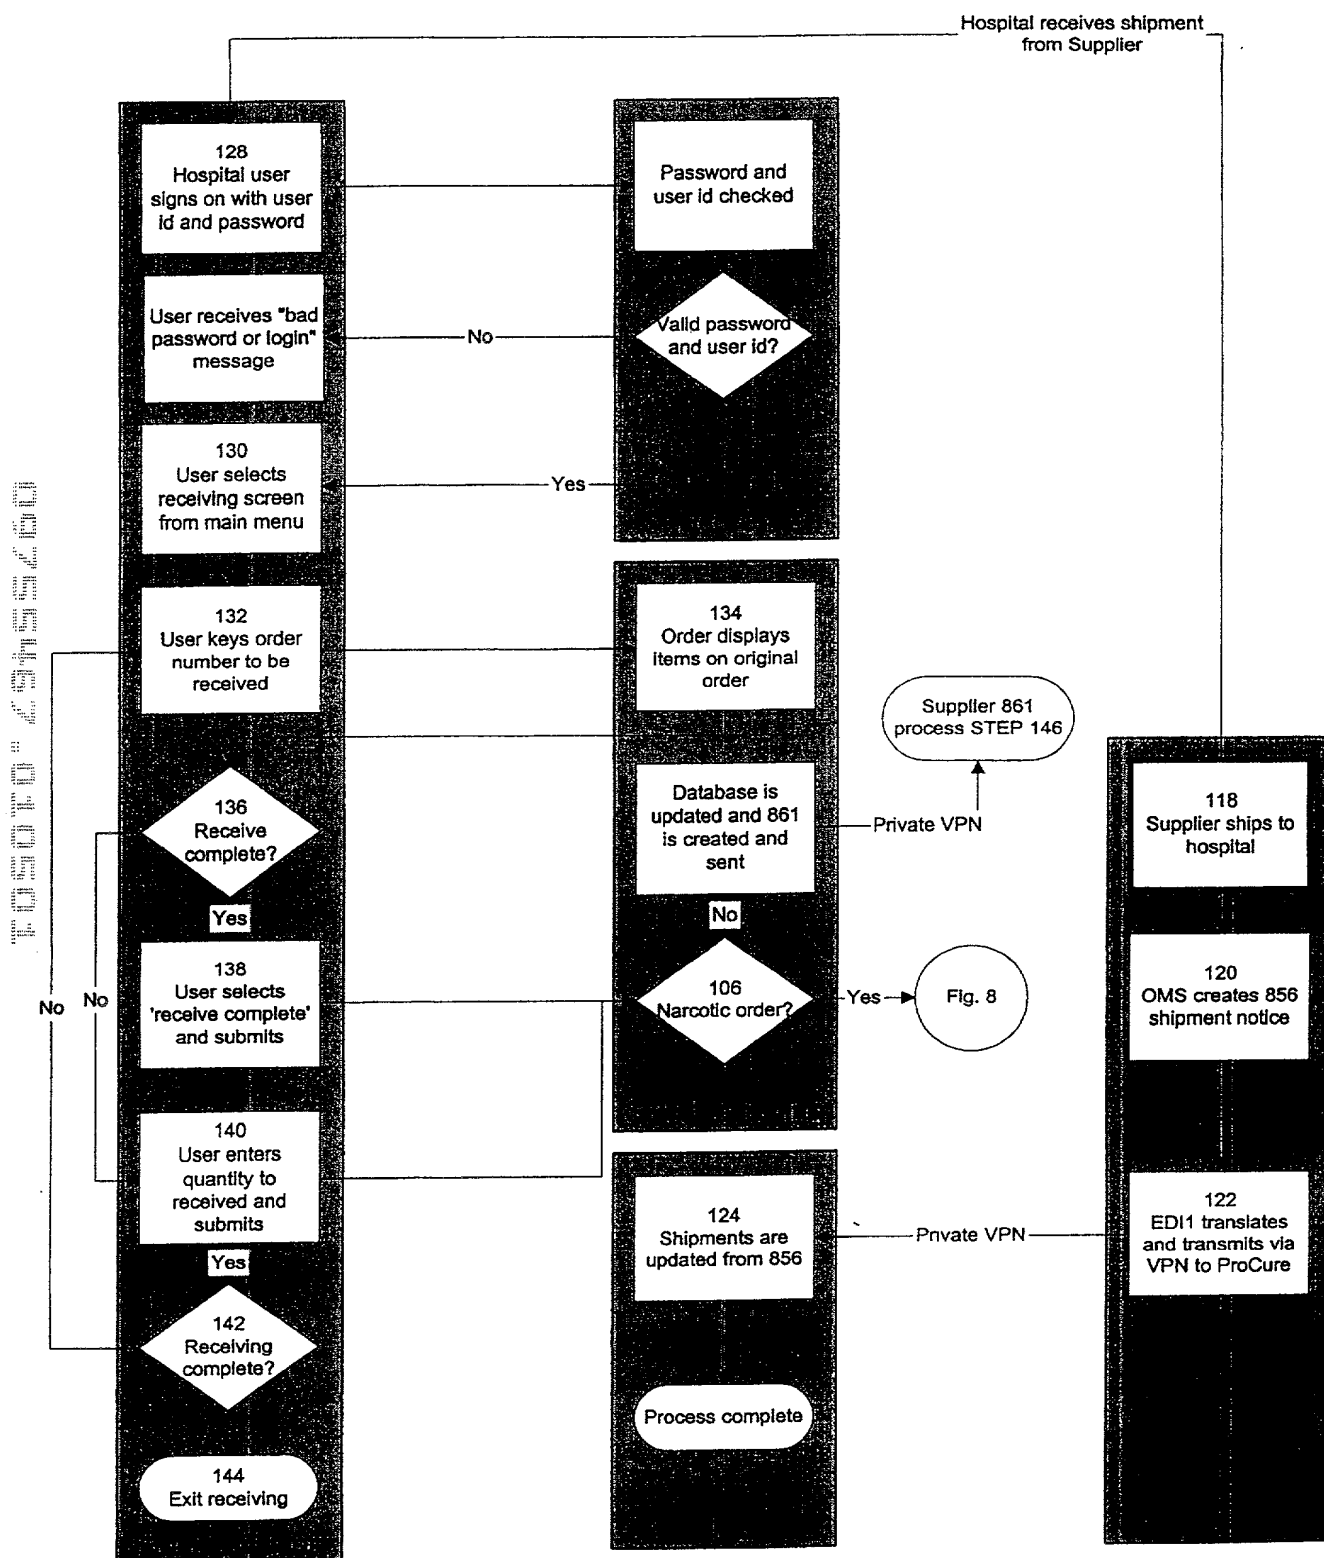 Hospital receives shipment
from Supplier
128
Hospital user
signs on with user
id and password
User receives "bad
password or login"
message
130
User selects
receiving screen
from main menu
132
User keys order
number to be
received
136
Receive
complete?
Yes
138
User selects
'receive complete'
and submits
140
User enters
quantity to
received and
submits
Yes
142
Receiving
complete?
144
Exit receiving
No
No
Password and
user id checked
Valid password
and user id?
No
Yes
134
Order displays
items on original
order
Database is
updated and 861
is created and
sent
No
106
Narcotic order?
Private VPN
Supplier 861
process STEP 146
Yes
Fig. 8
124
Shipments are
updated from 856
Process complete
Private VPN
118
Supplier ships to
hospital
120
OMS creates 856
shipment notice
122
EDI1 translates
and transmits via
VPN to ProCure